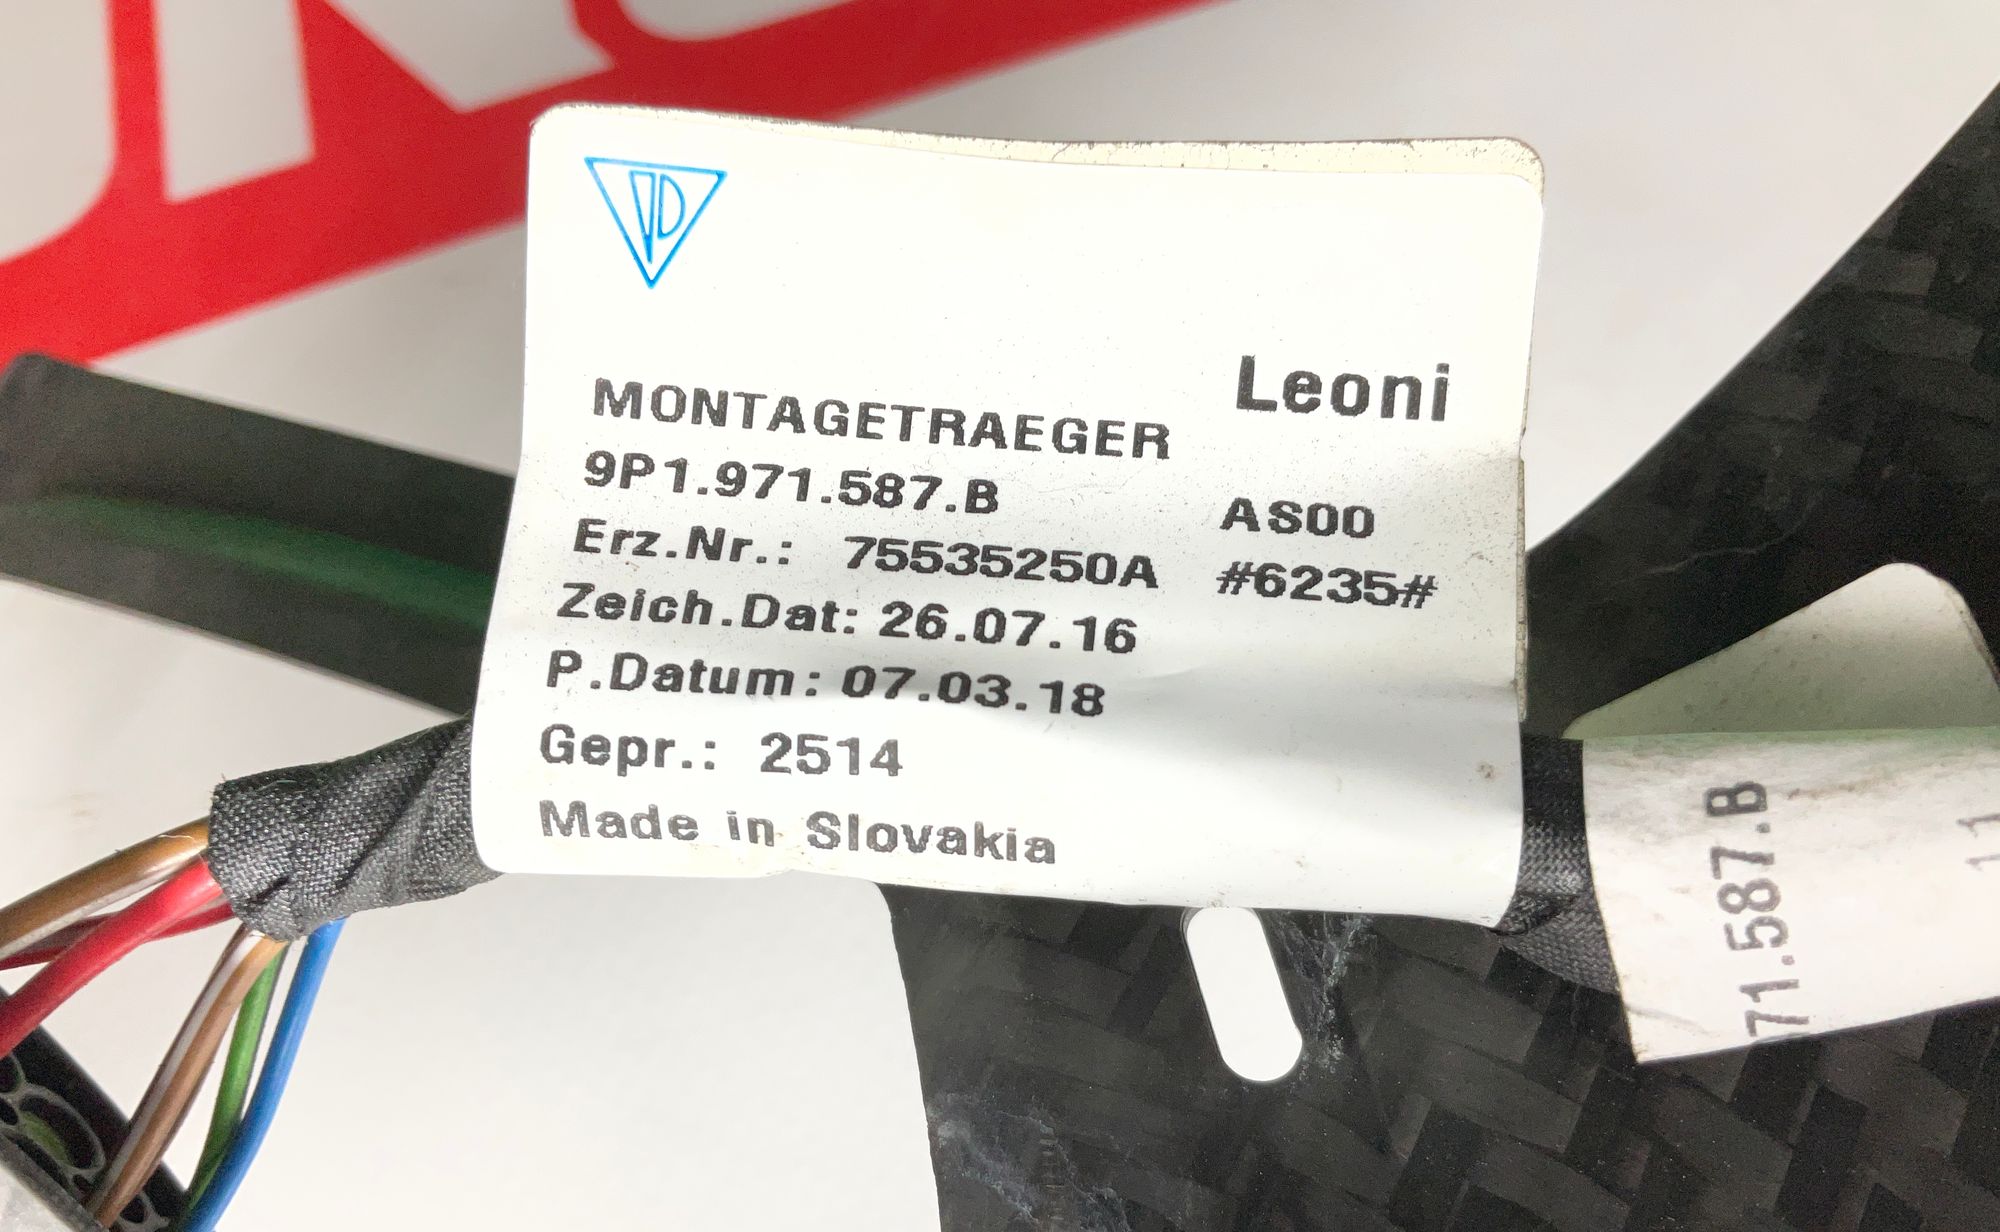 Leoni
MONTAGETRAEGER
9P1.971.587.B AS00
Erz.Nr.: 75535250A #6235#
Zeich.Dat: 26.07.16
P.Datum: 07.03.18
Gepr.: 2514
Made in Slovakia
71.587.B
11